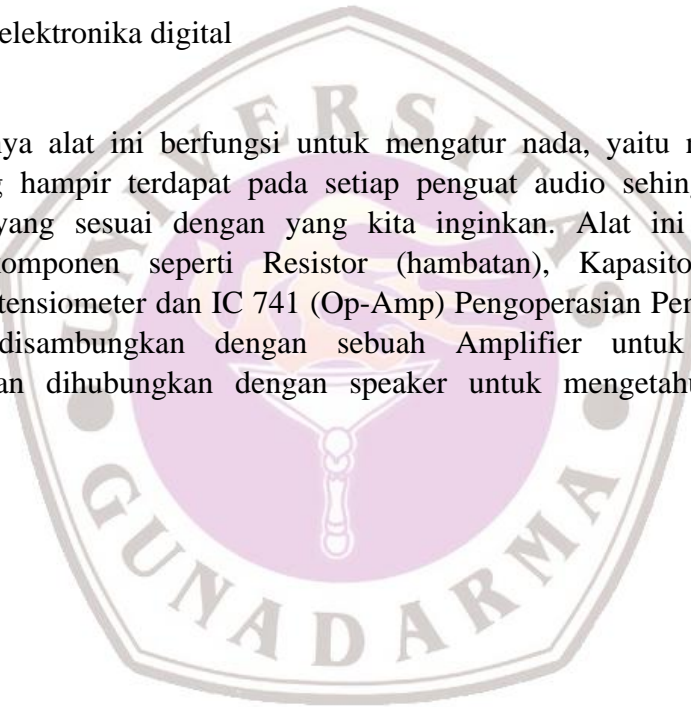 elektronika digital
nya alat ini berfungsi untuk mengatur nada, yaitu
hampir terdapat pada setiap penguat audio sehing
yang sesuai dengan yang kita inginkan. Alat ini
omponen seperti Resistor (hambatan), Kapasito
tensiometer dan IC 741 (Op-Amp) Pengoperasian Pen
disambungkan dengan sebuah Amplifier untuk
an dihubungkan dengan speaker untuk mengetahu
UNIVERSITAS
GUNADARMA